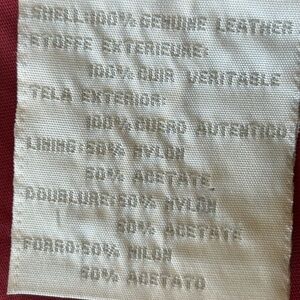 SHELL:100% GENUINE LEATHER
ETOFFE EXTERIEURE:
100% CUIR VERITABLE
TELA EXTERIOR:
100% CUERO AUTENTICO
LINING:50% NYLON
50% ACETATE
DOUBLURE:50% NYLON
50% ACETATE
FORRO:50% NILON
50% ACETATO